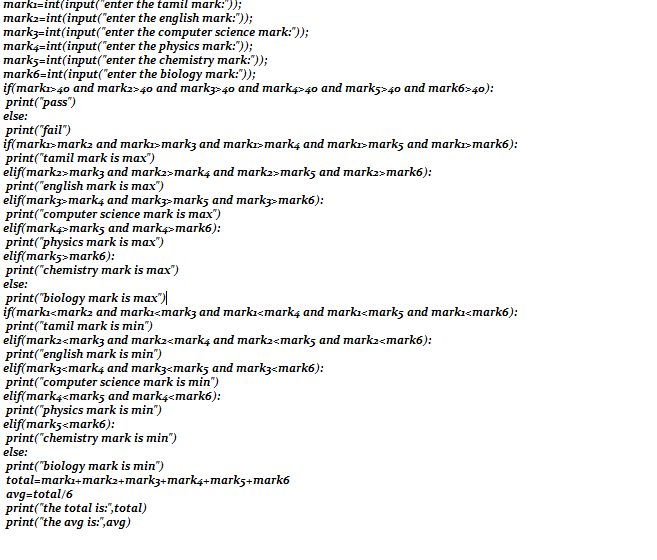 mark1=int(input("enter the tamil mark:"));
mark2=int(input("enter the english mark:"));
mark3=int(input("enter the computer science mark:"));
mark4=int(input("enter the physics mark:"));
mark5=int(input("enter the chemistry mark:"));
mark6=int(input("enter the biology mark:"));
if(mark1>40 and mark2>40 and mark3>40 and mark4>40 and mark5>40 and mark6>40):
 print("pass")
else:
 print("fail")
if(mark1>mark2 and mark1>mark3 and mark1>mark4 and mark1>mark5 and mark1>mark6):
 print("tamil mark is max")
elif(mark2>mark3 and mark2>mark4 and mark2>mark5 and mark2>mark6):
 print("english mark is max")
elif(mark3>mark4 and mark3>mark5 and mark3>mark6):
 print("computer science mark is max")
elif(mark4>mark5 and mark4>mark6):
 print("physics mark is max")
elif(mark5>mark6):
 print("chemistry mark is max")
else:
 print("biology mark is max")
if(mark1<mark2 and mark1<mark3 and mark1<mark4 and mark1<mark5 and mark1<mark6):
 print("tamil mark is min")
elif(mark2<mark3 and mark2<mark4 and mark2<mark5 and mark2<mark6):
 print("english mark is min")
elif(mark3<mark4 and mark3<mark5 and mark3<mark6):
 print("computer science mark is min")
elif(mark4<mark5 and mark4<mark6):
 print("physics mark is min")
elif(mark5<mark6):
 print("chemistry mark is min")
else:
 print("biology mark is min")
 total=mark1+mark2+mark3+mark4+mark5+mark6
 avg=total/6
 print("the total is:",total)
 print("the avg is:",avg)